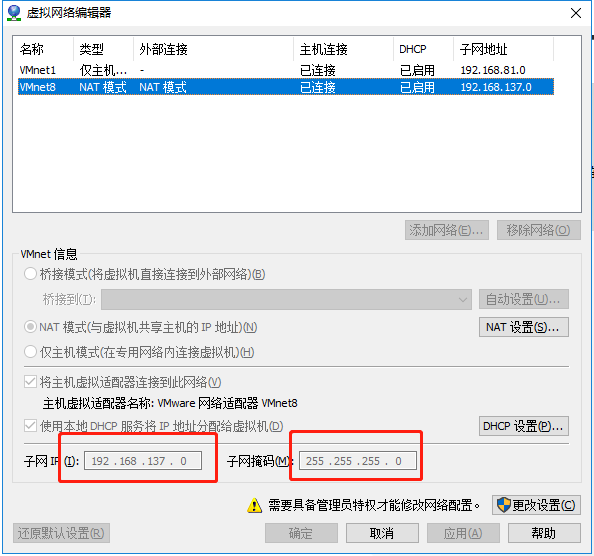 虚拟网络编辑器
名称 类型 外部连接 主机连接 DHCP 子网地址
VMnet1 仅主机... - 已连接 已启用 192.168.81.0
VMnet8 NAT 模式 NAT 模式 已连接 已启用 192.168.137.0
添加网络(E)... 移除网络(O)
VMnet 信息
桥接模式(将虚拟机直接连接到外部网络)(B)
桥接到(T): 自动设置(U)...
NAT 模式(与虚拟机共享主机的 IP 地址)(N) NAT 设置(S)...
仅主机模式(在专用网络内连接虚拟机)(H)
将主机虚拟适配器连接到此网络(V)
主机虚拟适配器名称: VMware 网络适配器 VMnet8
使用本地 DHCP 服务将 IP 地址分配给虚拟机(D) DHCP 设置(P)...
子网 IP (I): 192 . 168 . 137 . 0 子网掩码(M): 255 . 255 . 255 . 0
需要具备管理员特权才能修改网络配置。 更改设置(C)
还原默认设置(R) 确定 取消 应用(A) 帮助